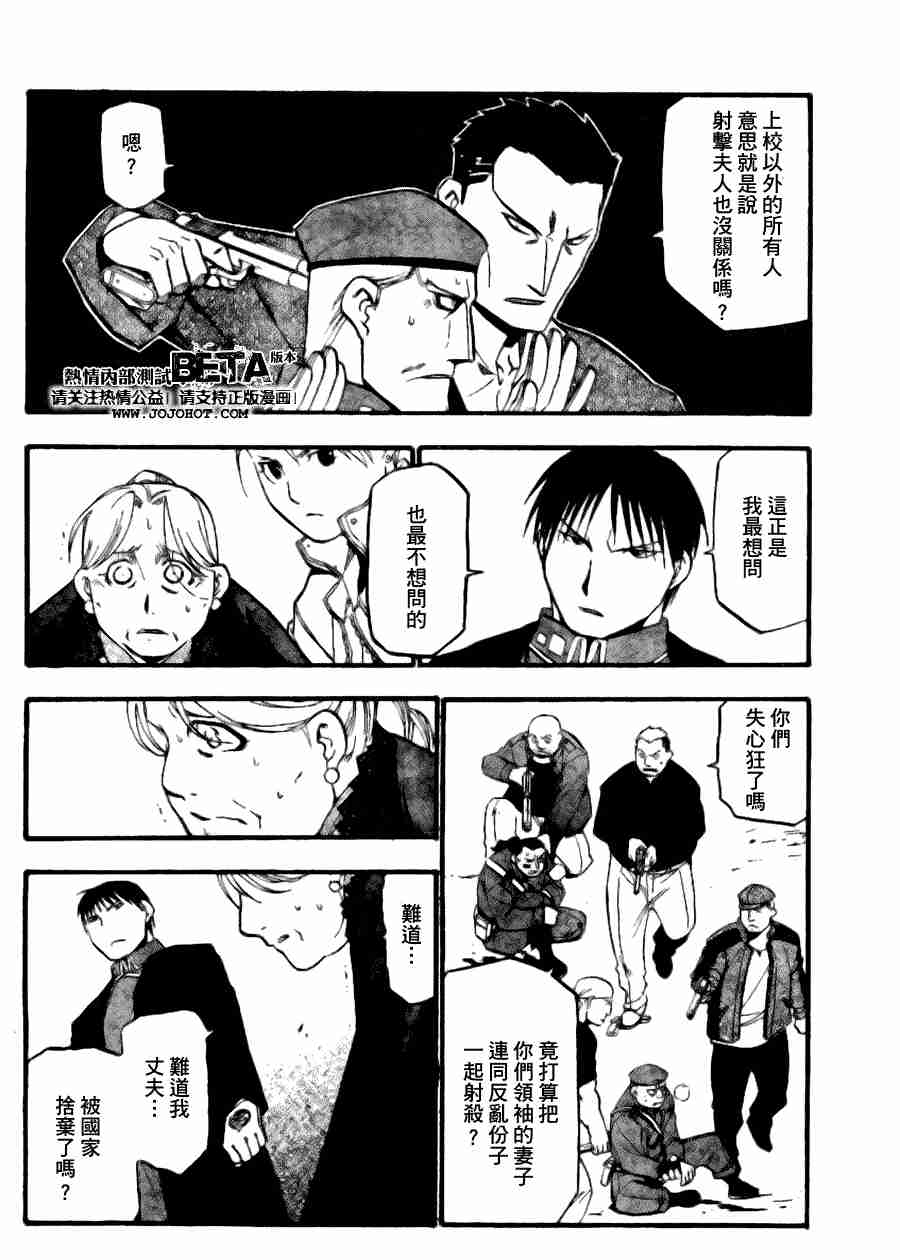 上校以外的所有人
意思就是說
射擊夫人也沒關係嗎？
嗯？
熱情內部測試BETA版本
请关注热情公益！请支持正版漫画！
WWW.JOJOHOT.COM
這正是
我最想問
也最不想問的
你們
失心狂了嗎
竟打算把
你們領袖的妻子
連同反亂份子
一起射殺？
難道…
難道我
丈夫…
被國家
捨棄了嗎？